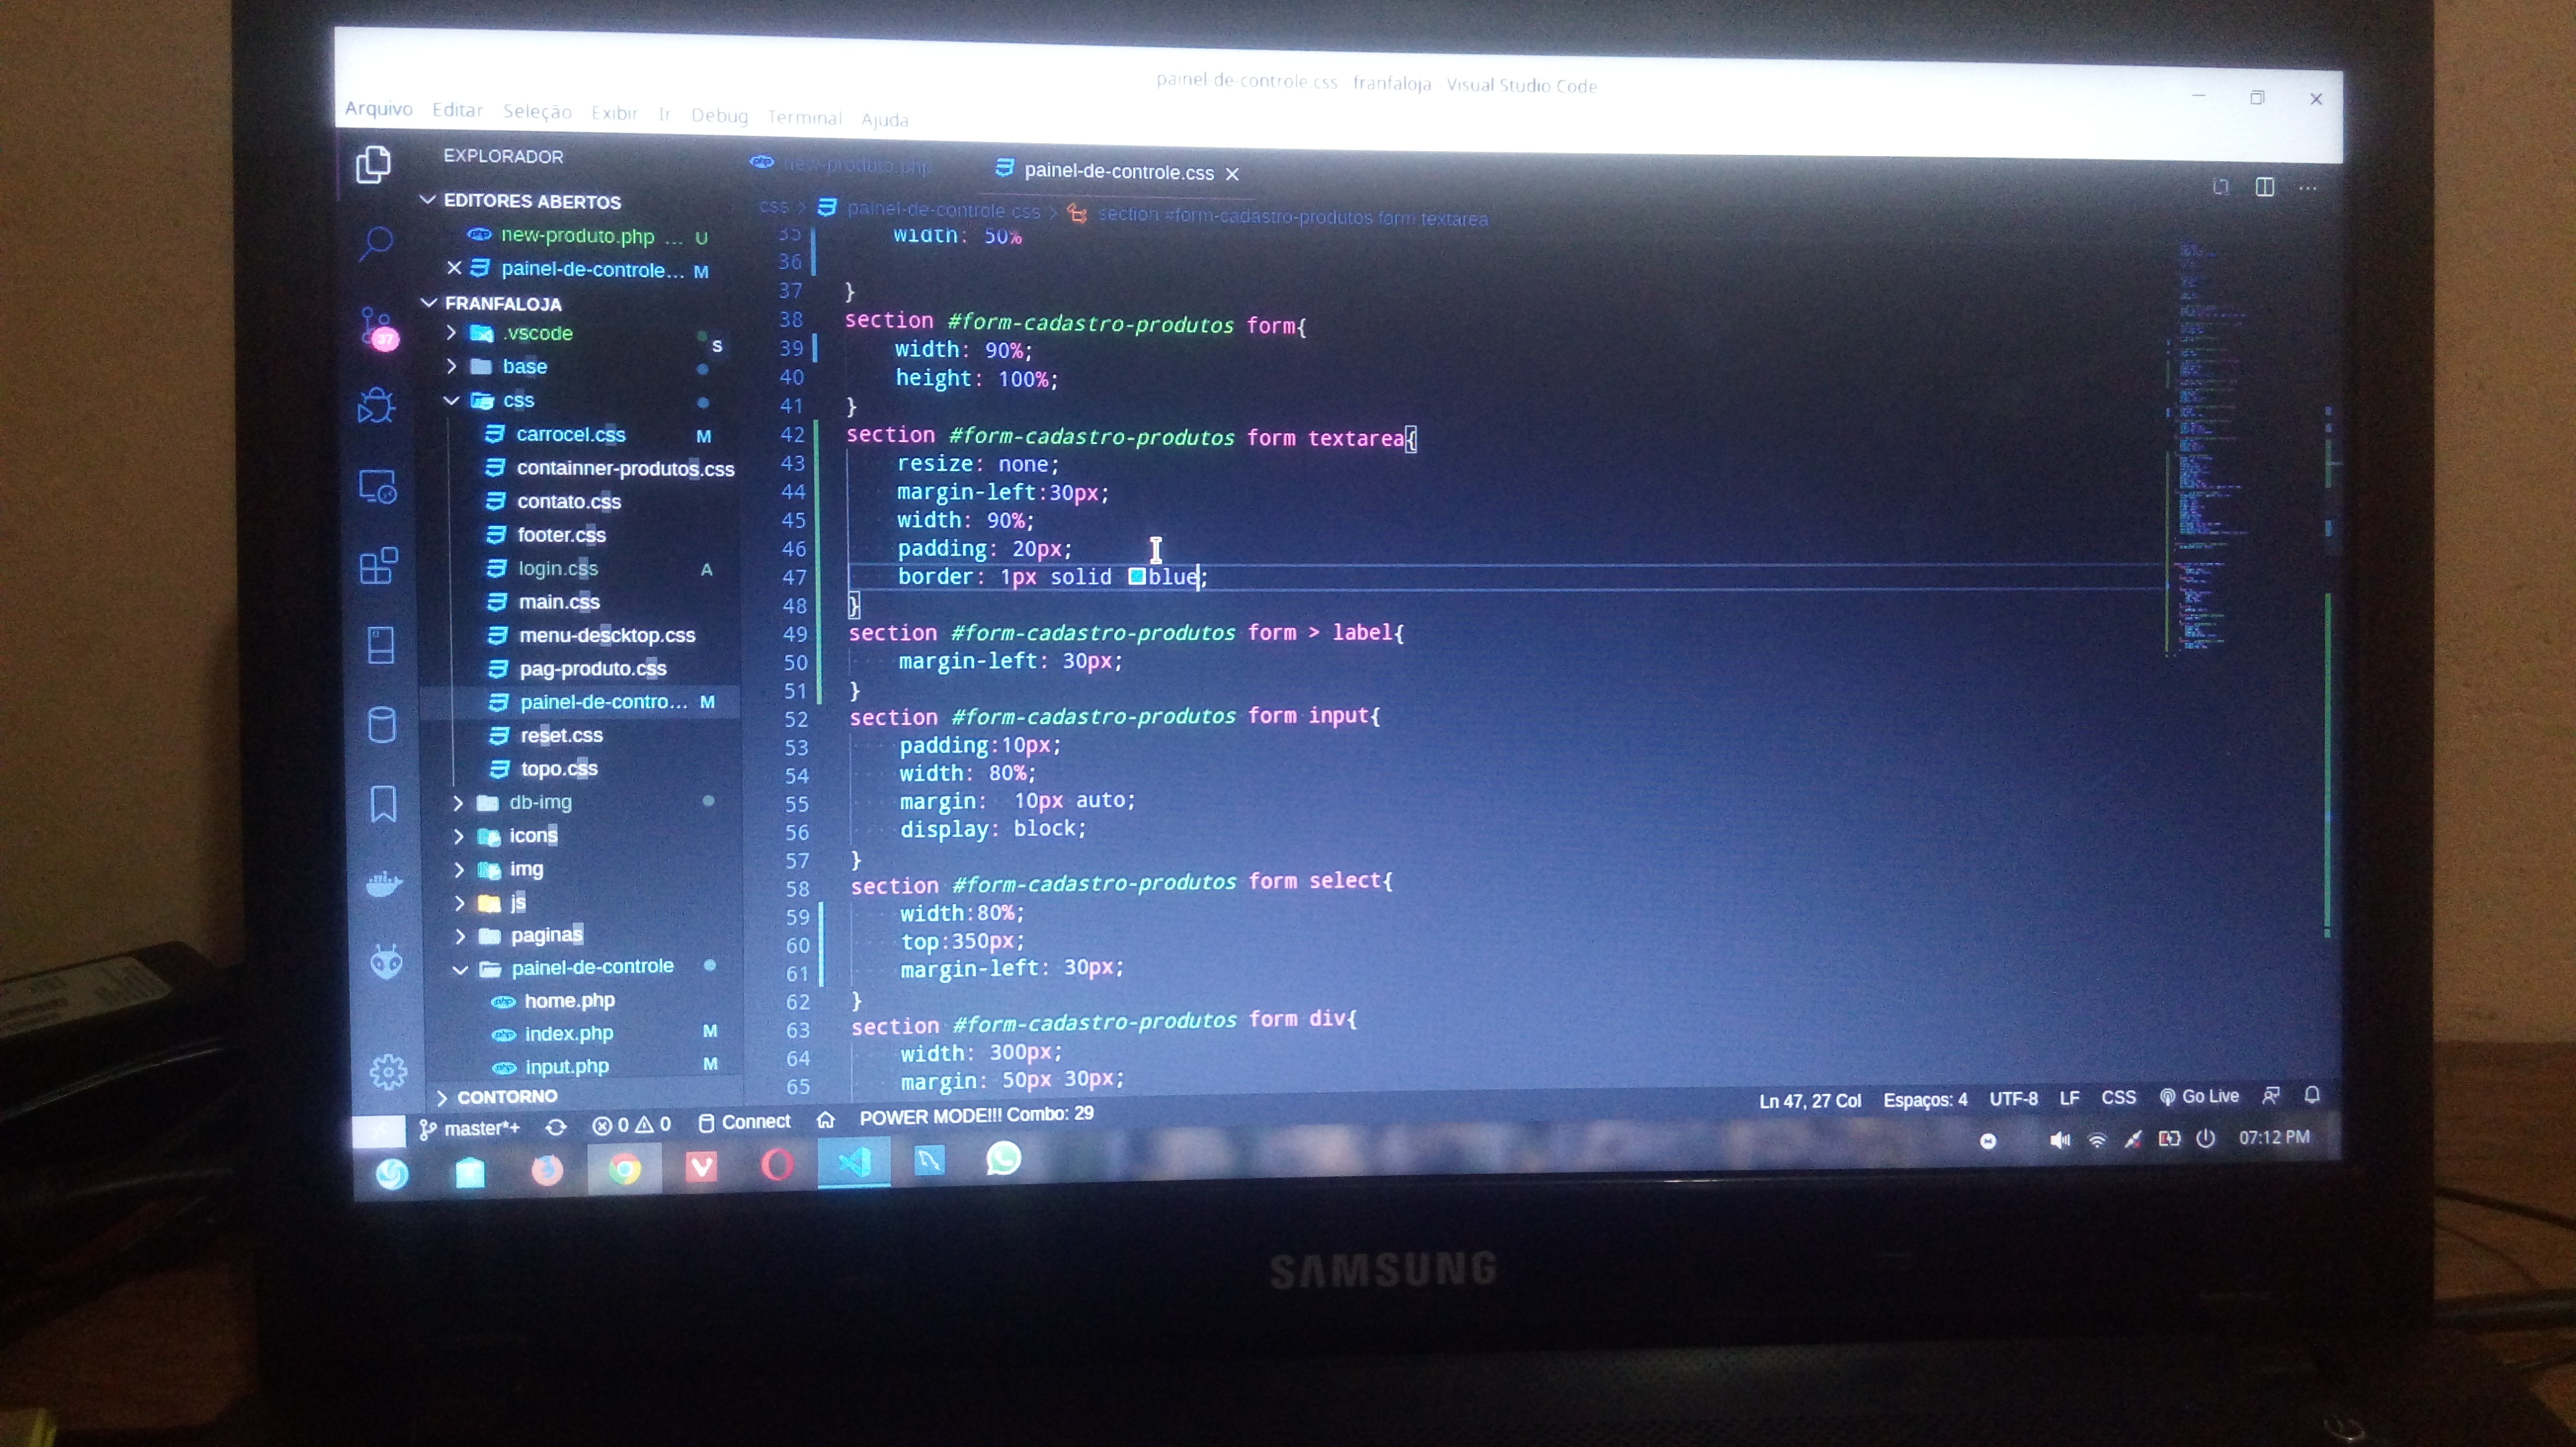 painel-de-controle.css franfaloja Visual Studio Code
Arquivo Editar Seleção Exibir Ir Debug Terminal Ajuda
EXPLORADOR
EDITORES ABERTOS
new-produto.php ... U
painel-de-controle... M
FRANFALOJA
.vscode
S
base
css
carrocel.css M
containner-produtos.css
contato.css
footer.css
login.css A
main.css
menu-descktop.css
pag-produto.css
painel-de-contro... M
reset.css
topo.css
db-img
icons
img
js
paginas
painel-de-controle
home.php
index.php M
input.php M
CONTORNO
37
new-produto.php painel-de-controle.css
css > painel-de-controle.css > section #form-cadastro-produtos form textarea
35 width: 50%
36
37 }
38 section #form-cadastro-produtos form{
39 width: 90%;
40 height: 100%;
41 }
42 section #form-cadastro-produtos form textarea{
43 resize: none;
44 margin-left:30px;
45 width: 90%;
46 padding: 20px;
47 border: 1px solid blue;
48 }
49 section #form-cadastro-produtos form > label{
50 margin-left: 30px;
51 }
52 section #form-cadastro-produtos form input{
53 padding:10px;
54 width: 80%;
55 margin:  10px auto;
56 display: block;
57 }
58 section #form-cadastro-produtos form select{
59 width:80%;
60 top:350px;
61 margin-left: 30px;
62 }
63 section #form-cadastro-produtos form div{
64 width: 300px;
65 margin: 50px 30px;
master*+ 0 0 Connect POWER MODE!!! Combo: 29 Ln 47, 27 Col Espaços: 4 UTF-8 LF CSS Go Live
07:12 PM
SAMSUNG